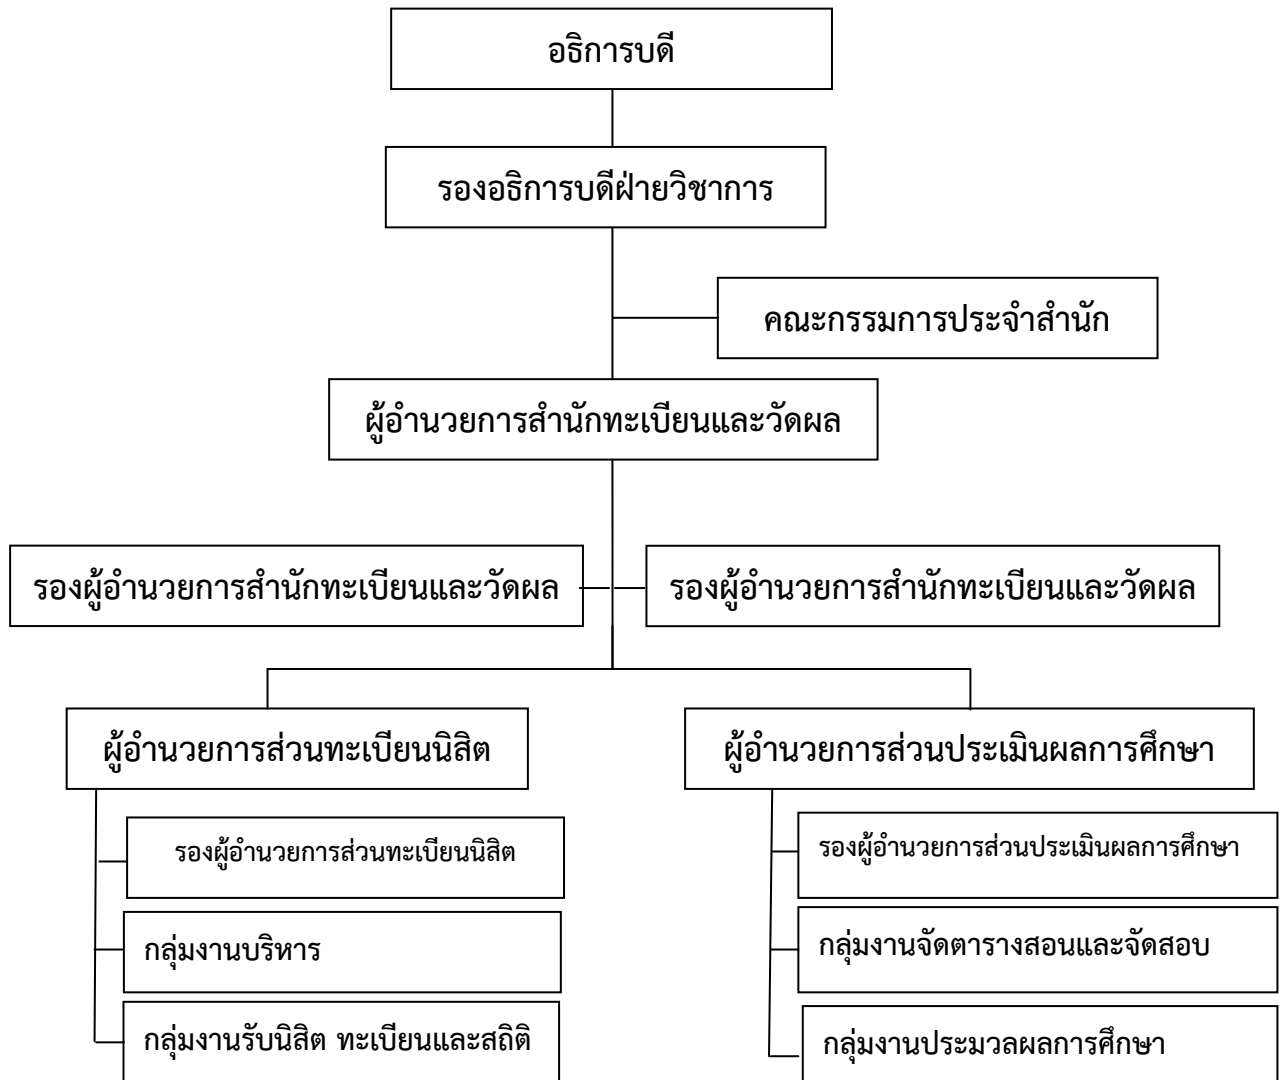 อธิการบดี
รองอธิการบดีฝ่ายวิชาการ
คณะกรรมการประจำสำนัก
ผู้อำนวยการสำนักทะเบียนและวัดผล
รองผู้อำนวยการสำนักทะเบียนและวัดผล
รองผู้อำนวยการสำนักทะเบียนและวัดผล
ผู้อำนวยการส่วนทะเบียนนิสิต
รองผู้อำนวยการส่วนทะเบียนนิสิต
กลุ่มงานบริหาร
กลุ่มงานรับนิสิต ทะเบียนและสถิติ
ผู้อำนวยการส่วนประเมินผลการศึกษา
รองผู้อำนวยการส่วนประเมินผลการศึกษา
กลุ่มงานจัดตารางสอนและจัดสอบ
กลุ่มงานประมวลผลการศึกษา